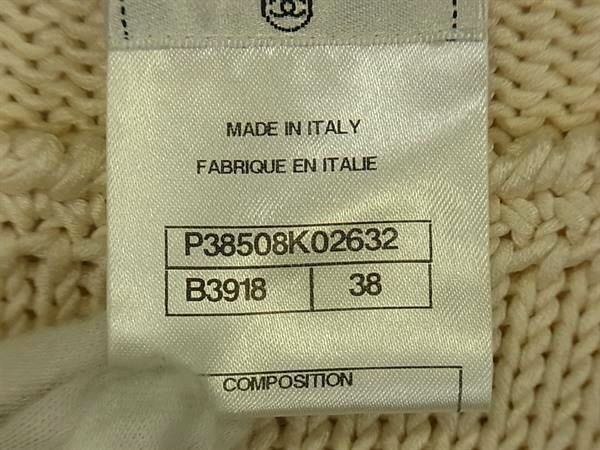 MADE IN ITALY
FABRIQUE EN ITALIE
P38508K02632
B3918 38
COMPOSITION